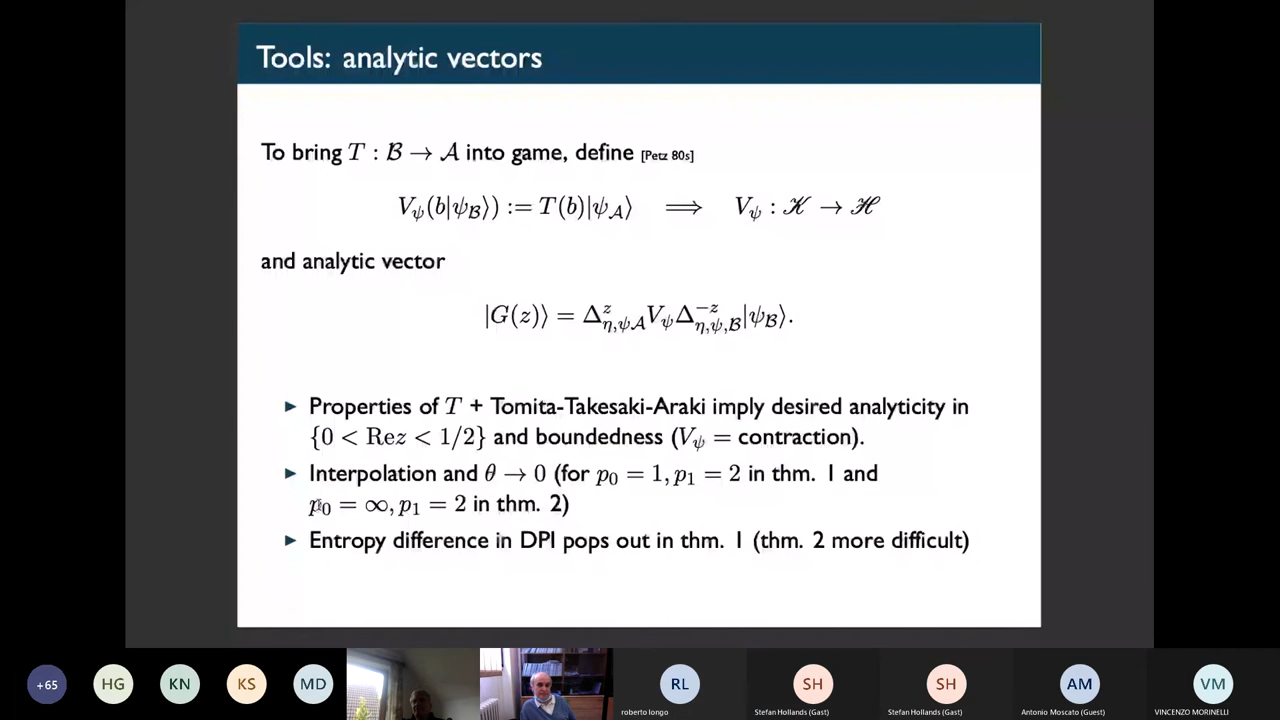 Tools: analytic vectors
To bring T : ℬ → 𝒜 into game, define [Petz 80s]
V_ψ(b|ψ_ℬ⟩) := T(b)|ψ_𝒜⟩ ⟹ V_ψ : 𝒦 → ℋ
and analytic vector
|G(z)⟩ = Δ^z_{η,ψ𝒜} V_ψ Δ^{-z}_{η,ψ,ℬ}|ψ_ℬ⟩.
► Properties of T + Tomita-Takesaki-Araki imply desired analyticity in
{0 < Rez < 1/2} and boundedness (V_ψ = contraction).
► Interpolation and θ → 0 (for p₀ = 1, p₁ = 2 in thm. 1 and
p₀ = ∞, p₁ = 2 in thm. 2)
► Entropy difference in DPI pops out in thm. 1 (thm. 2 more difficult)
+65 HG KN KS MD RL SH SH AM VM
roberto longo Stefan Hollands (Gast) Stefan Hollands (Gast) Antonio Moscato (Guest) VINCENZO MORINELLI